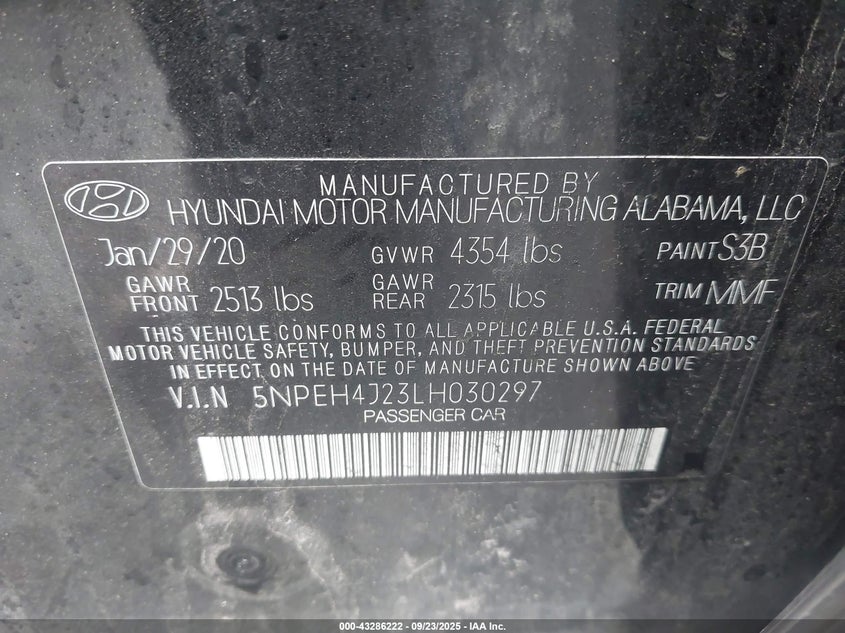 MANUFACTURED BY
HYUNDAI MOTOR MANUFACTURING ALABAMA, LLC
Jan/29/20 GVWR 4354 lbs PAINT S3B
GAWR FRONT 2513 lbs GAWR REAR 2315 lbs TRIM MMF
THIS VEHICLE CONFORMS TO ALL APPLICABLE U.S.A. FEDERAL
MOTOR VEHICLE SAFETY, BUMPER, AND THEFT PREVENTION STANDARDS
IN EFFECT ON THE DATE OF MANUFACTURE SHOWN ABOVE
V.I.N 5NPEH4J23LH030297
PASSENGER CAR
000-43286222 - 09/23/2025 - IAA Inc.